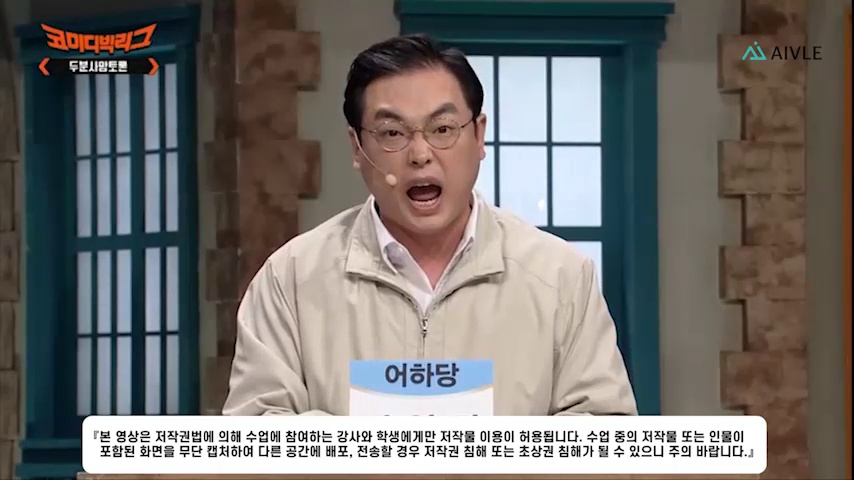 코미디빅리그
두분사망토론
AIVLE
어하당
『본 영상은 저작권법에 의해 수업에 참여하는 강사와 학생에게만 저작물 이용이 허용됩니다. 수업 중의 저작물 또는 인물이
포함된 화면을 무단 캡처하여 다른 공간에 배포, 전송할 경우 저작권 침해 또는 초상권 침해가 될 수 있으니 주의 바랍니다.』